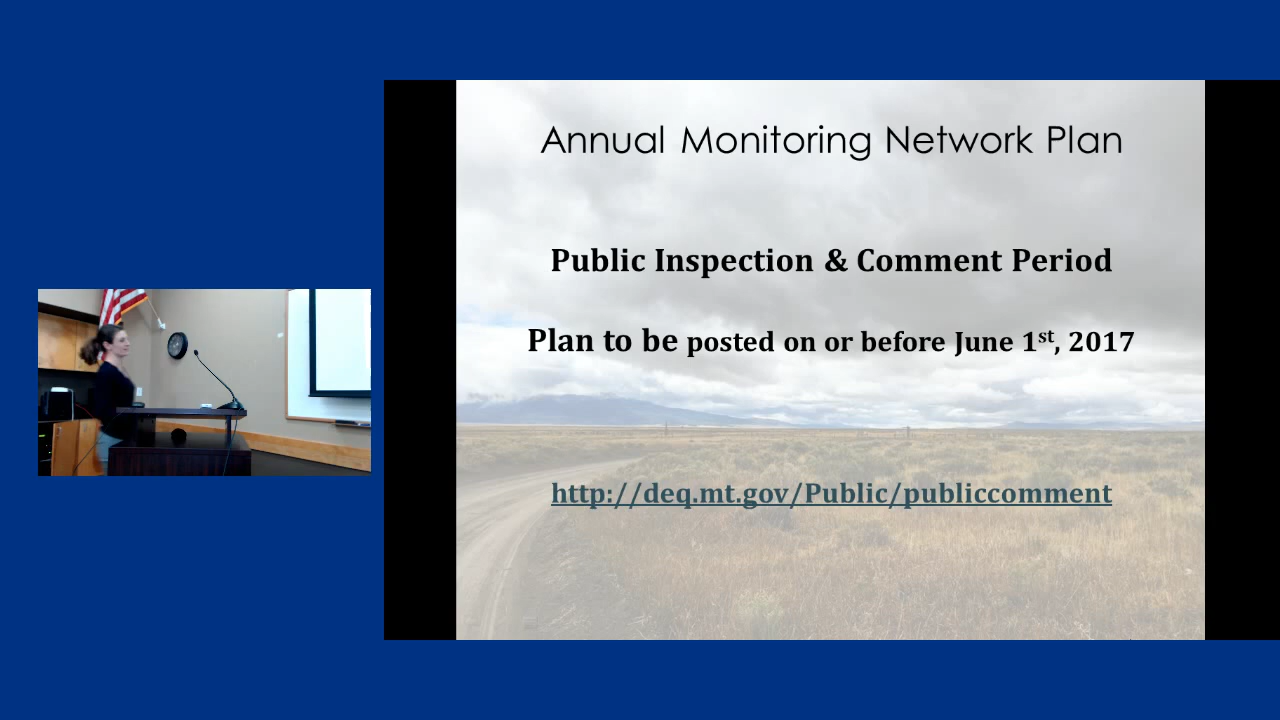 Annual Monitoring Network Plan
Public Inspection & Comment Period
Plan to be posted on or before June 1st, 2017
http://deq.mt.gov/Public/publiccomment